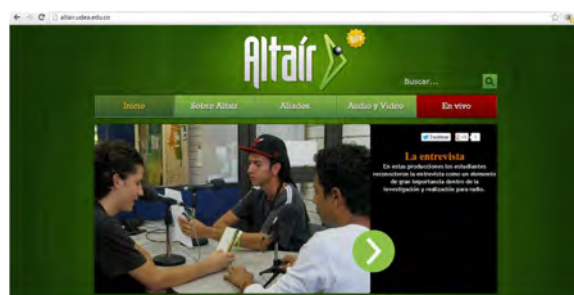 altair.udea.edu.co
Altaír
Buscar...
Inicio
Sobre Altair
Aliados
Audio y Video
En vivo
La entrevista
En estas producciones los estudiantes
reconocieron la entrevista como un elemento
de gran importancia dentro de la
investigación y realización para radio.